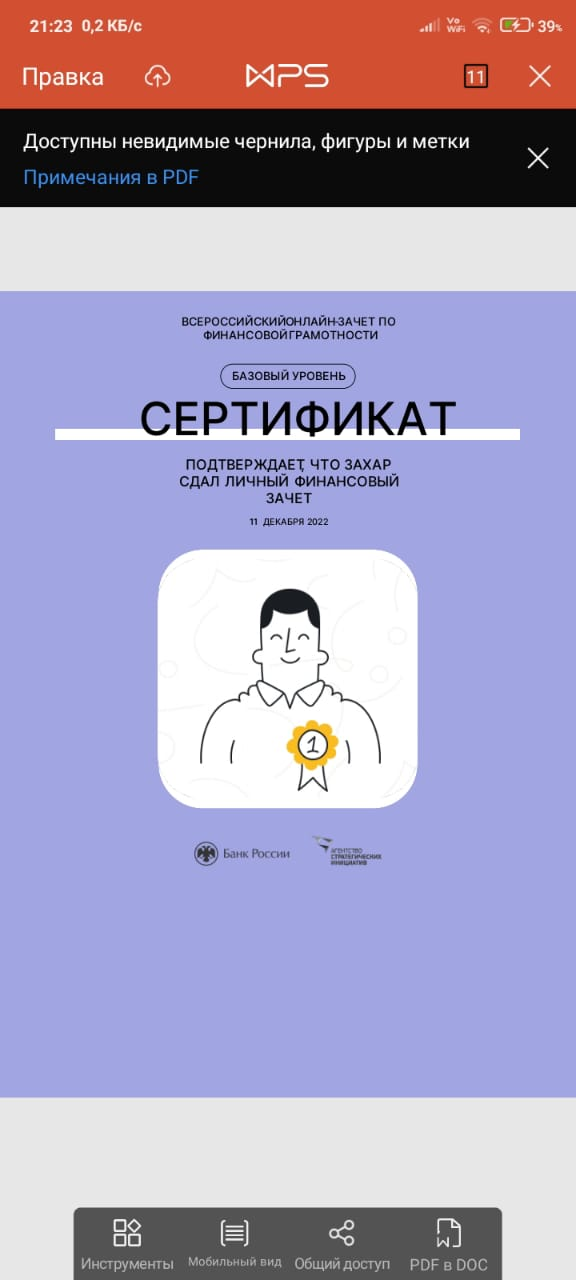 21:23 0,2 КБ/с
Vo WiFi
39%
Правка
WPS
11
Доступны невидимые чернила, фигуры и метки
Примечания в PDF
ВСЕРОССИЙСКИЙОНЛАЙН-ЗАЧЕТ ПО
ФИНАНСОВОЙГРАМОТНОСТИ
БАЗОВЫЙ УРОВЕНЬ
СЕРТИФИКАТ
ПОДТВЕРЖДАЕТ, ЧТО ЗАХАР
СДАЛ ЛИЧНЫЙ ФИНАНСОВЫЙ
ЗАЧЕТ
11 ДЕКАБРЯ 2022
1
Банк России
АГЕНТСТВО
СТРАТЕГИЧЕСКИХ
ИНИЦИАТИВ
Инструменты
Мобильный вид
Общий доступ
PDF в DOC